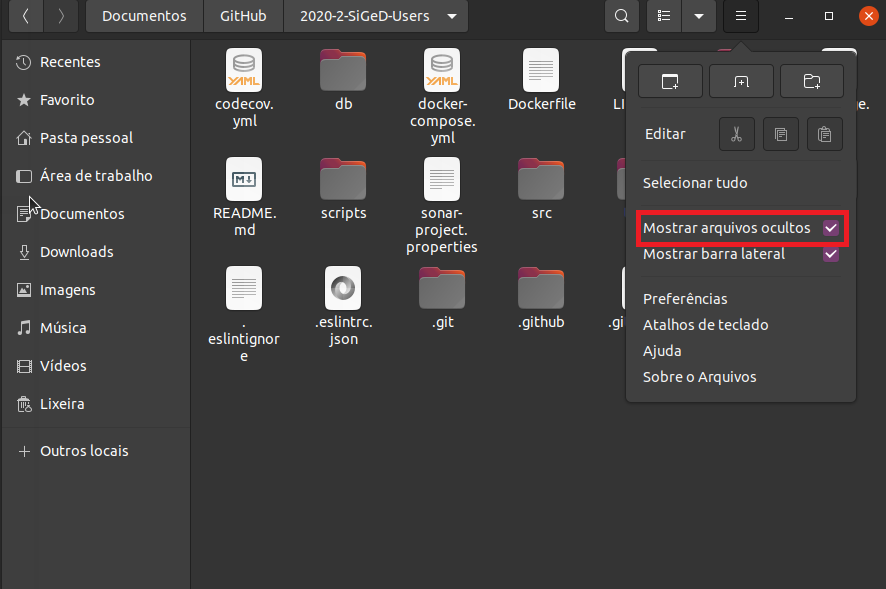 Documentos
GitHub
2020-2-SiGeD-Users
Recentes
Favorito
Pasta pessoal
Área de trabalho
Documentos
Downloads
Imagens
Música
Vídeos
Lixeira
Outros locais
YAML
codecov.
yml
db
YAML
docker-
compose.
yml
Dockerfile
LI
ge.
M
README.
md
scripts
sonar-
project.
properties
src
.
eslintignor
e
.eslintrc.
json
.git
.github
.gi
Editar
Selecionar tudo
Mostrar arquivos ocultos
Mostrar barra lateral
Preferências
Atalhos de teclado
Ajuda
Sobre o Arquivos